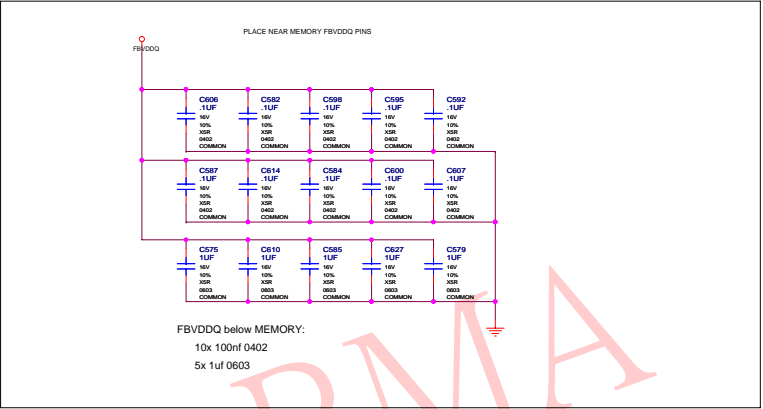 PLACE NEAR MEMORY FBVDDQ PINS
FBVDDQ
C606 C582 C598 C595 C592
.1UF .1UF .1UF .1UF .1UF
16V 16V 16V 16V 16V
10% 10% 10% 10% 10%
X5R X5R X5R X5R X5R
0402 0402 0402 0402 0402
COMMON COMMON COMMON COMMON COMMON
C587 C614 C584 C600 C607
.1UF .1UF .1UF .1UF .1UF
16V 16V 16V 16V 16V
10% 10% 10% 10% 10%
X5R X5R X5R X5R X5R
0402 0402 0402 0402 0402
COMMON COMMON COMMON COMMON COMMON
C575 C610 C585 C627 C579
1UF 1UF 1UF 1UF 1UF
16V 16V 16V 16V 16V
10% 10% 10% 10% 10%
X5R X5R X5R X5R X5R
0603 0603 0603 0603 0603
COMMON COMMON COMMON COMMON COMMON
FBVDDQ below MEMORY:
10x 100nf 0402
5x 1uf 0603